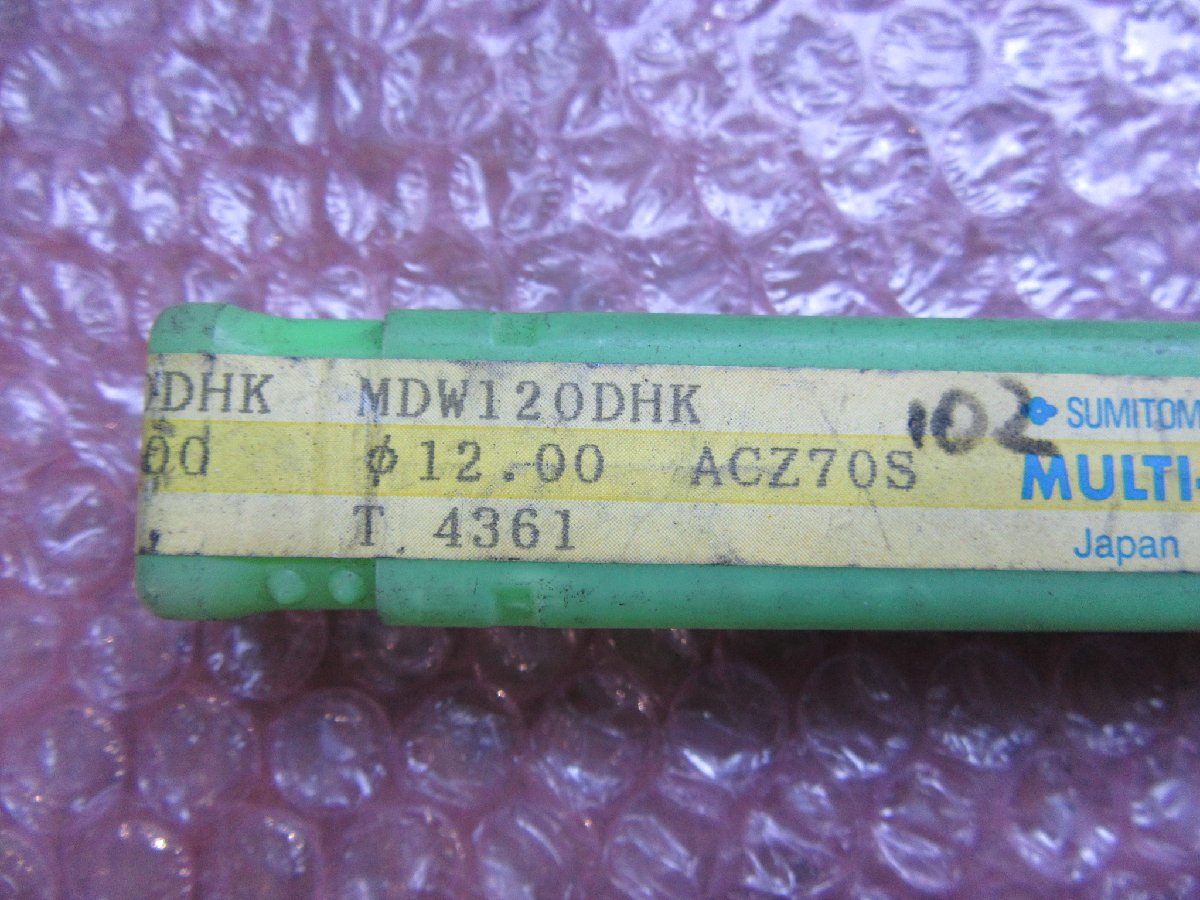 DHK MDW120DHK
φ12.00 ACZ70S
T 4361
102
SUMITOM
MULTI-
Japan